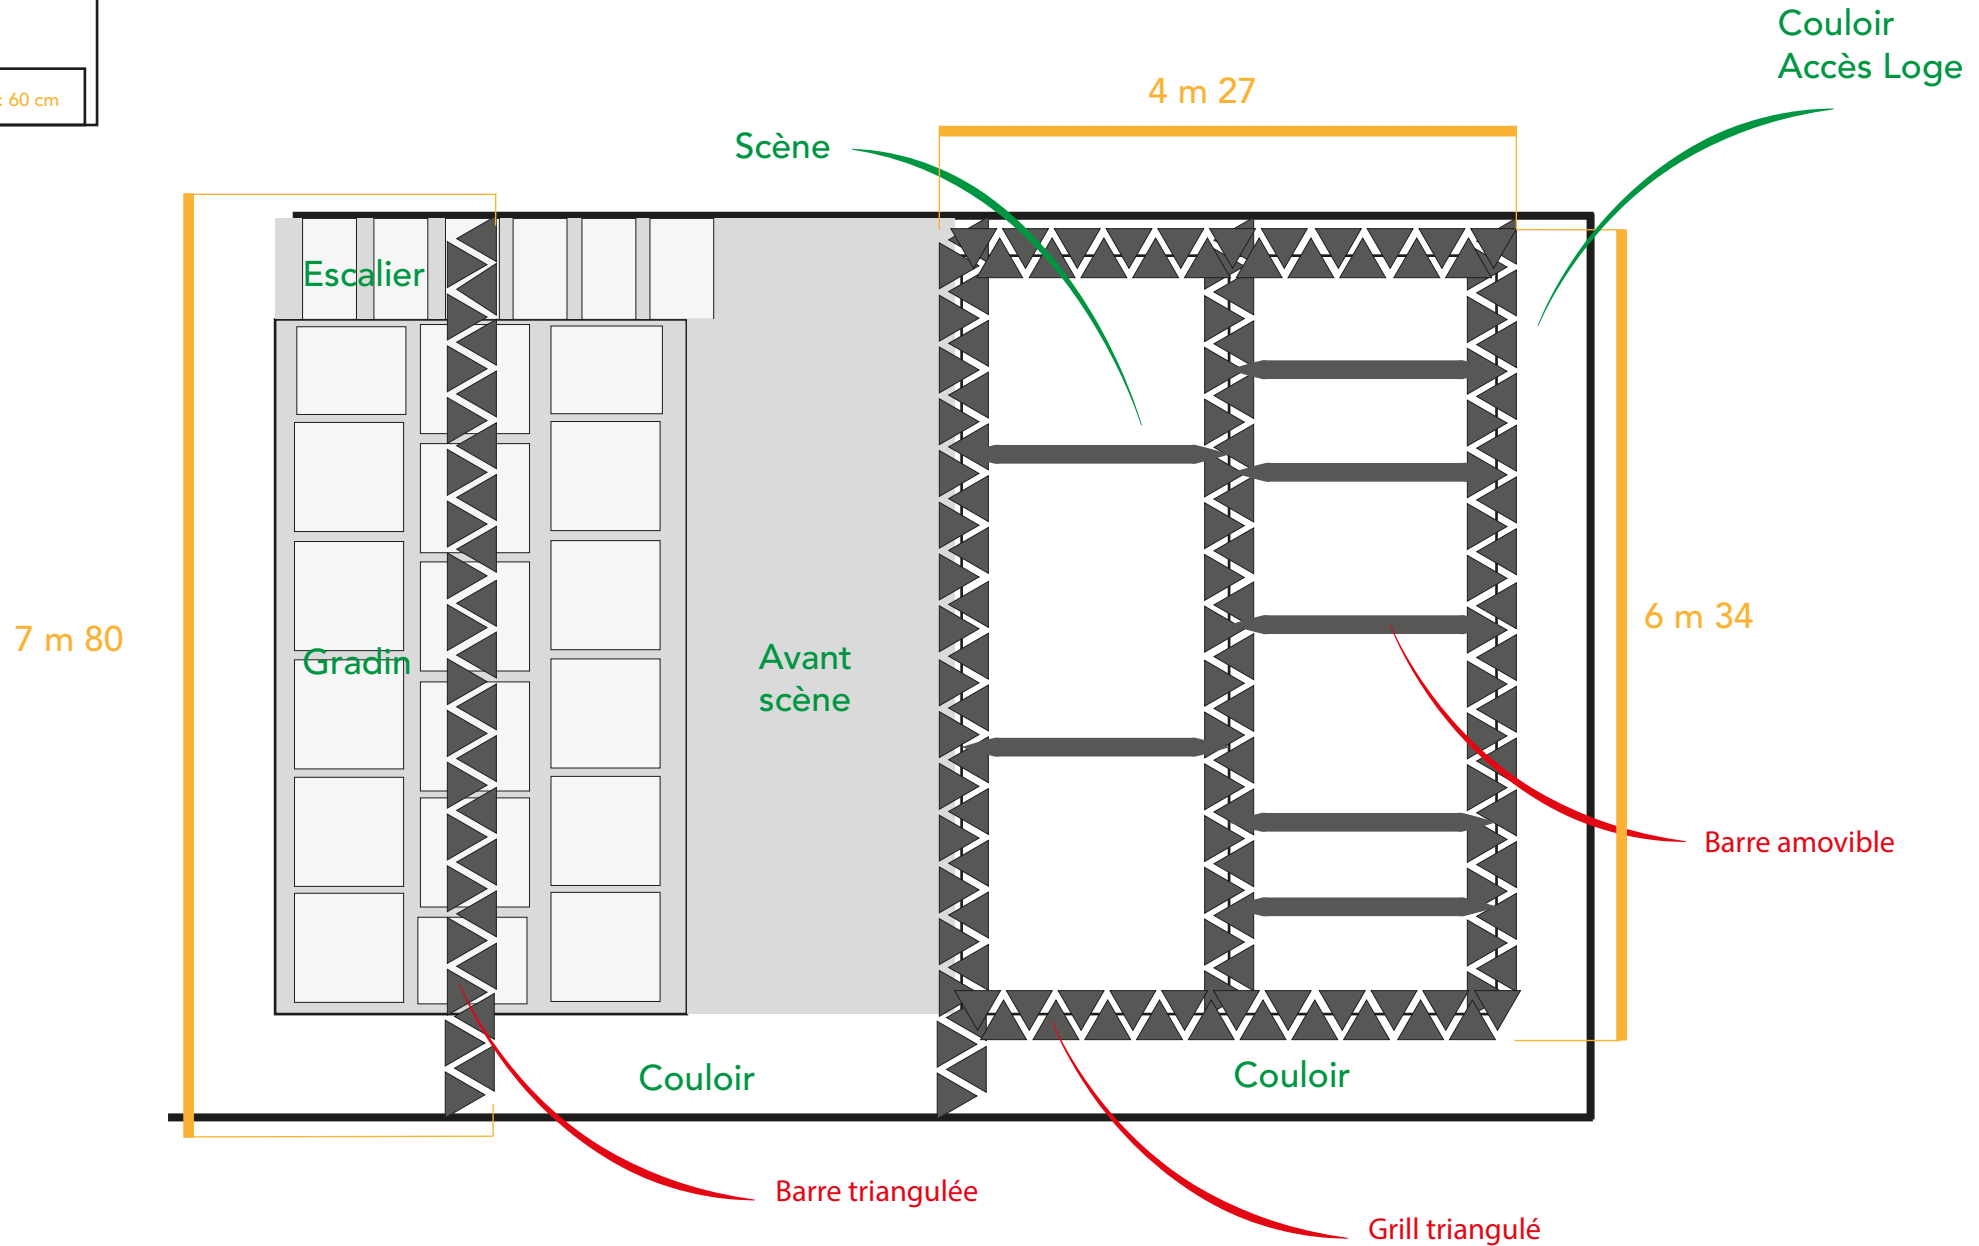 Couloir
Accès Loge
: 60 cm
4 m 27
Scène
Escalier
7 m 80
Gradin
Avant
scène
6 m 34
Barre amovible
Couloir
Couloir
Barre triangulée
Grill triangulé